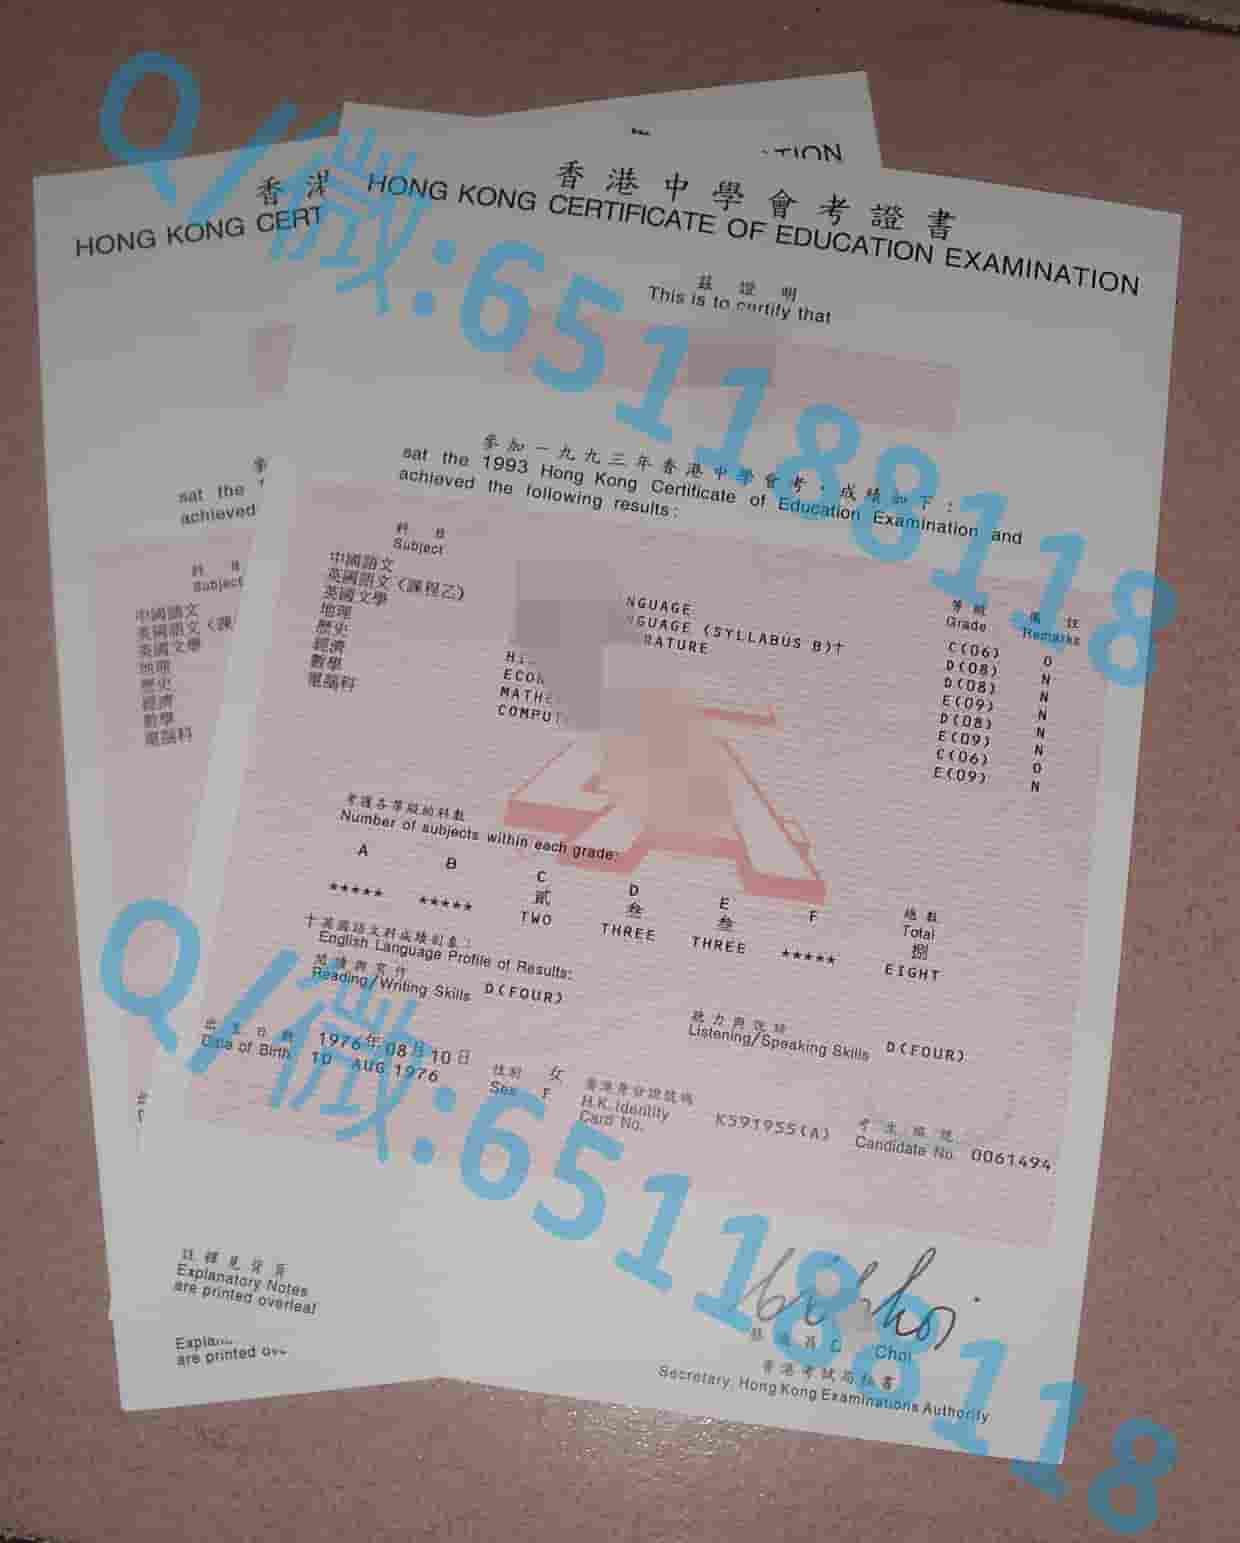 Q/微:651188118
香港
HONG KONG CERT
TION
香港中學會考證書
HONG KONG CERTIFICATE OF EDUCATION EXAMINATION
茲證明
This is to certify that
參加一九九三年香港中學會考，成績如下：
sat the 1993 Hong Kong Certificate of Education Examination and
achieved the following results:
sat the
achieved
科目
Subject
等級
Grade
備註
Remarks
中國語文 NGUAGE C(06) O
英國語文（課程乙） NGUAGE (SYLLABUS B)† D(08) N
英國文學 RATURE D(08) N
地理 E(09) N
歷史 HI D(08) N
經濟 ECON E(09) N
數學 MATHE C(06) O
電腦科 COMPUT E(09) N
科目
Subject
中國語文
英國語文（課
英國文學
地理
歷史
經濟
數學
電腦科
考獲各等級的科數
Number of subjects within each grade:
A B C D E F 總數
Total
***** ***** 貳 叁 叁 ***** 捌
TWO THREE THREE EIGHT
†英國語文科成績剖象：
English Language Profile of Results:
閱讀與寫作
Reading/Writing Skills D(FOUR)
聽力與說話
Listening/Speaking Skills D(FOUR)
出生日期 1976年08月10日
Date of Birth 10 AUG 1976
性別 女
Sex F
香港身份證號碼
H.K. Identity
Card No. K591955(A)
考生編號
Candidate No. 0061494
Q/微:651188118
註釋見背頁
Explanatory Notes
are printed overleaf
Expla
are printed ove
Choi
香港考試局秘書
Secretary, Hong Kong Examinations Authority